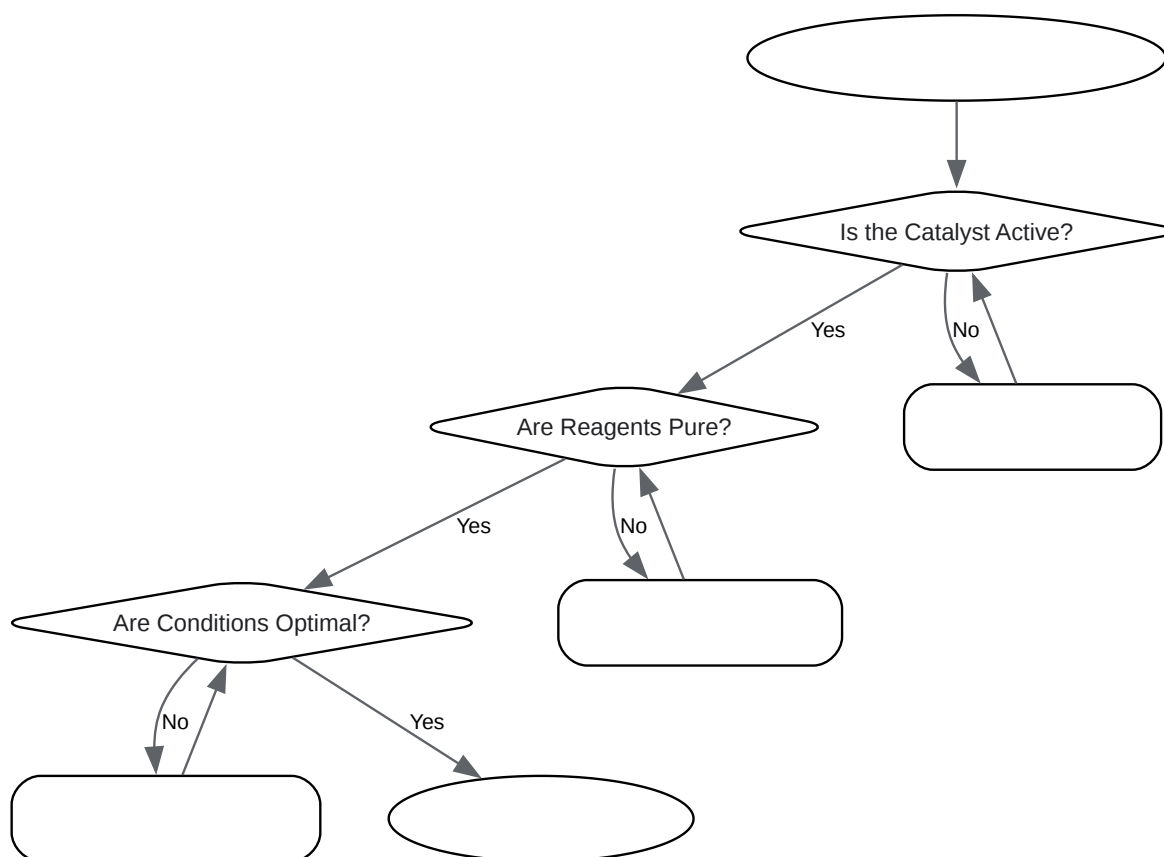 Is the Catalyst Active?
Yes
No
Are Reagents Pure?
Yes
No
Are Conditions Optimal?
No
Yes